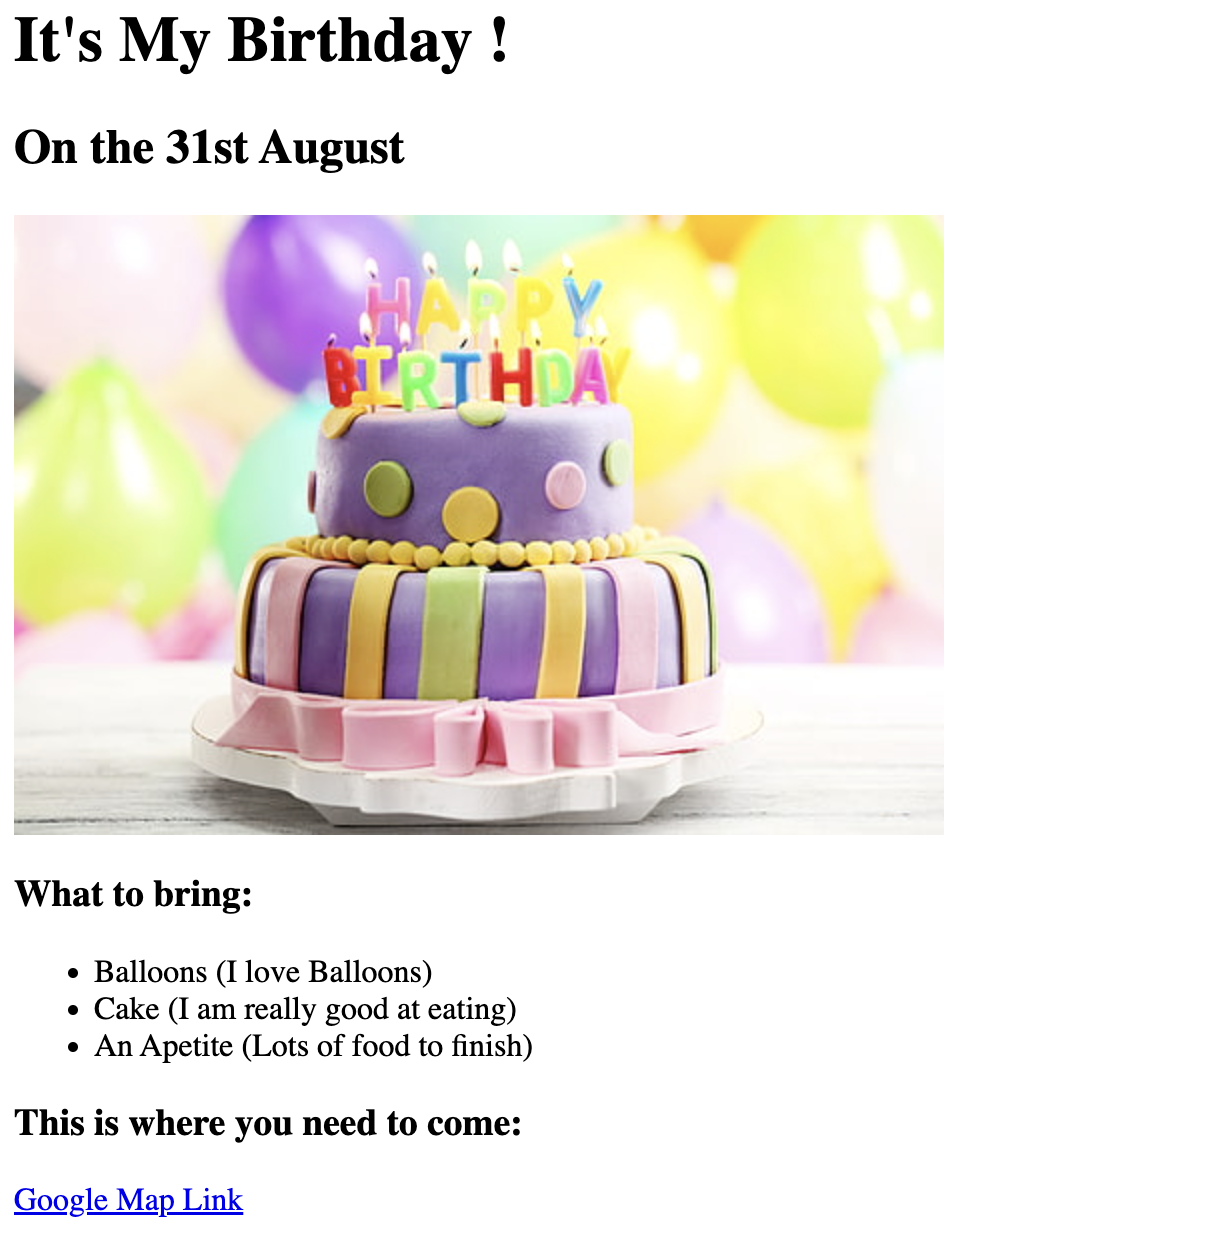 It's My Birthday !
On the 31st August
HAPPY
BIRTHDAY
What to bring:
Balloons (I love Balloons)
Cake (I am really good at eating)
An Apetite (Lots of food to finish)
This is where you need to come:
Google Map Link